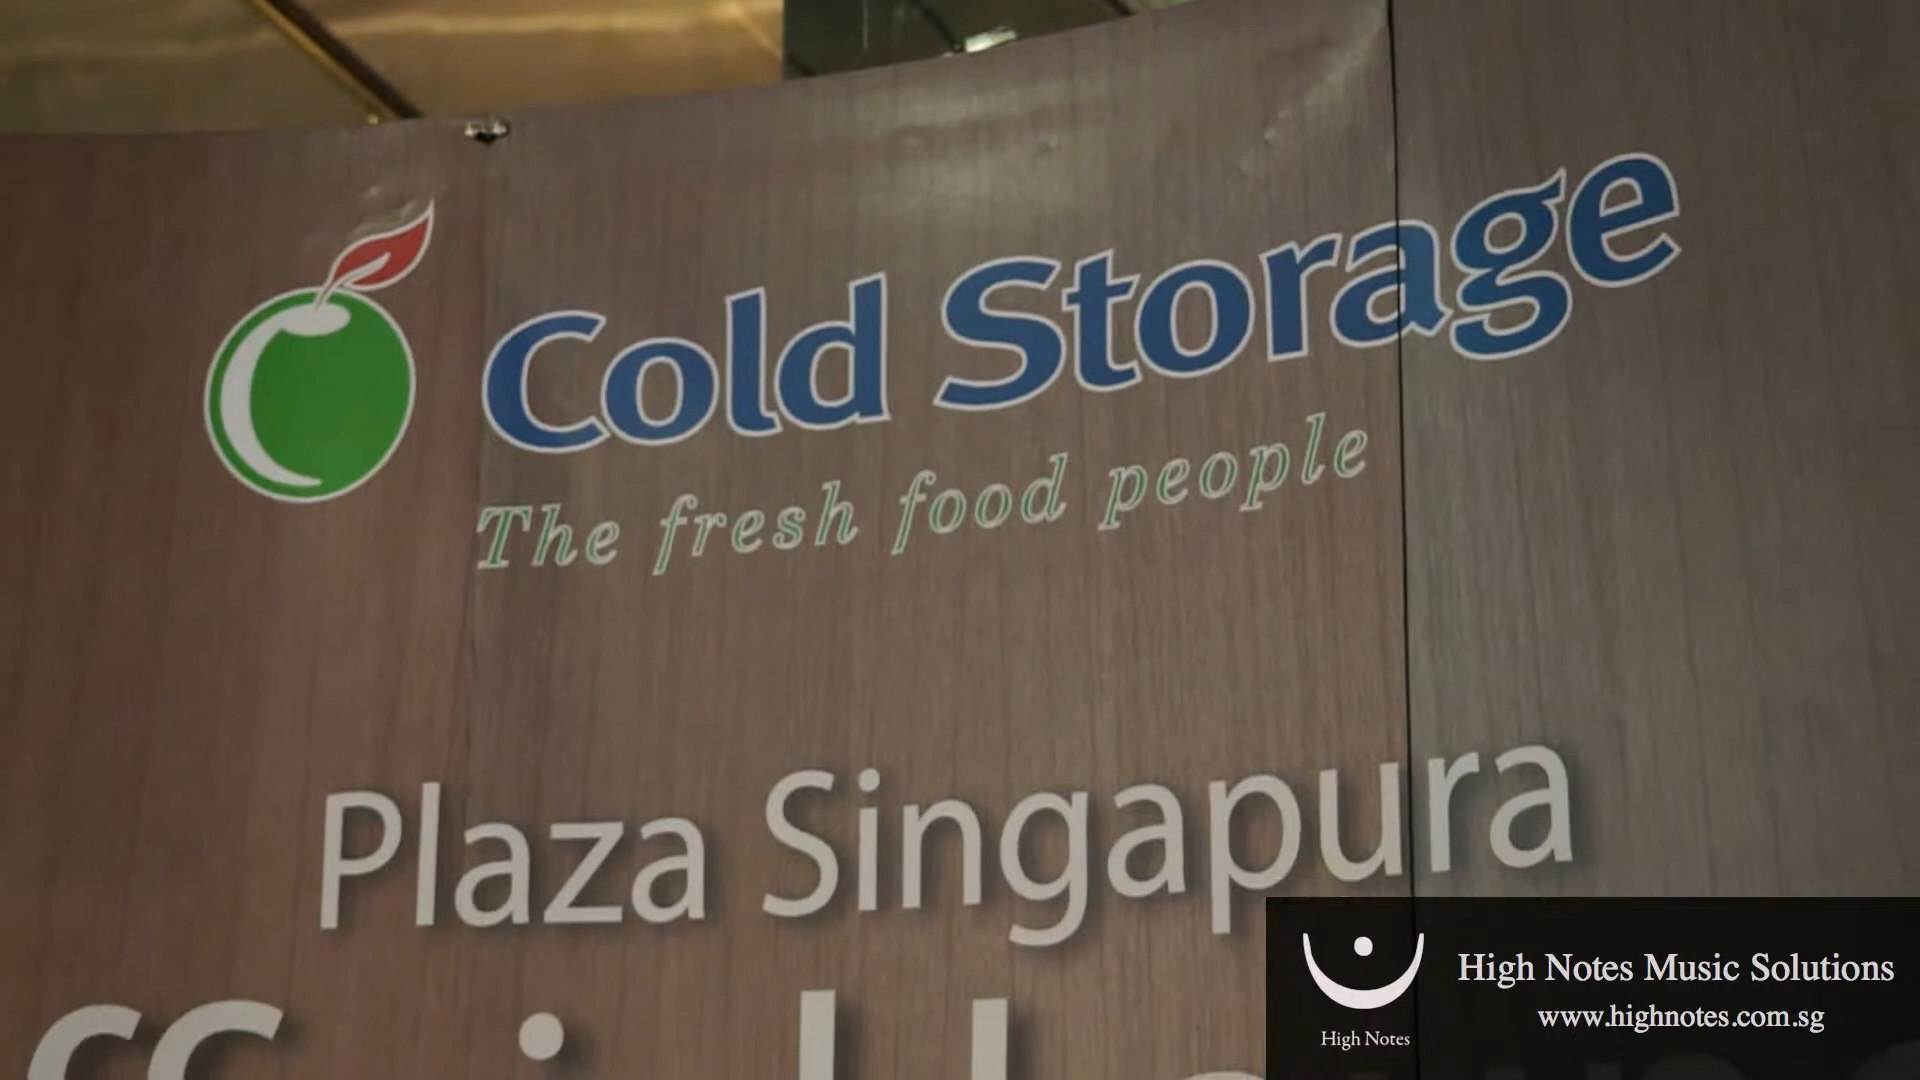 Cold Storage
The fresh food people
Plaza Singapura
High Notes Music Solutions
www.highnotes.com.sg
High Notes